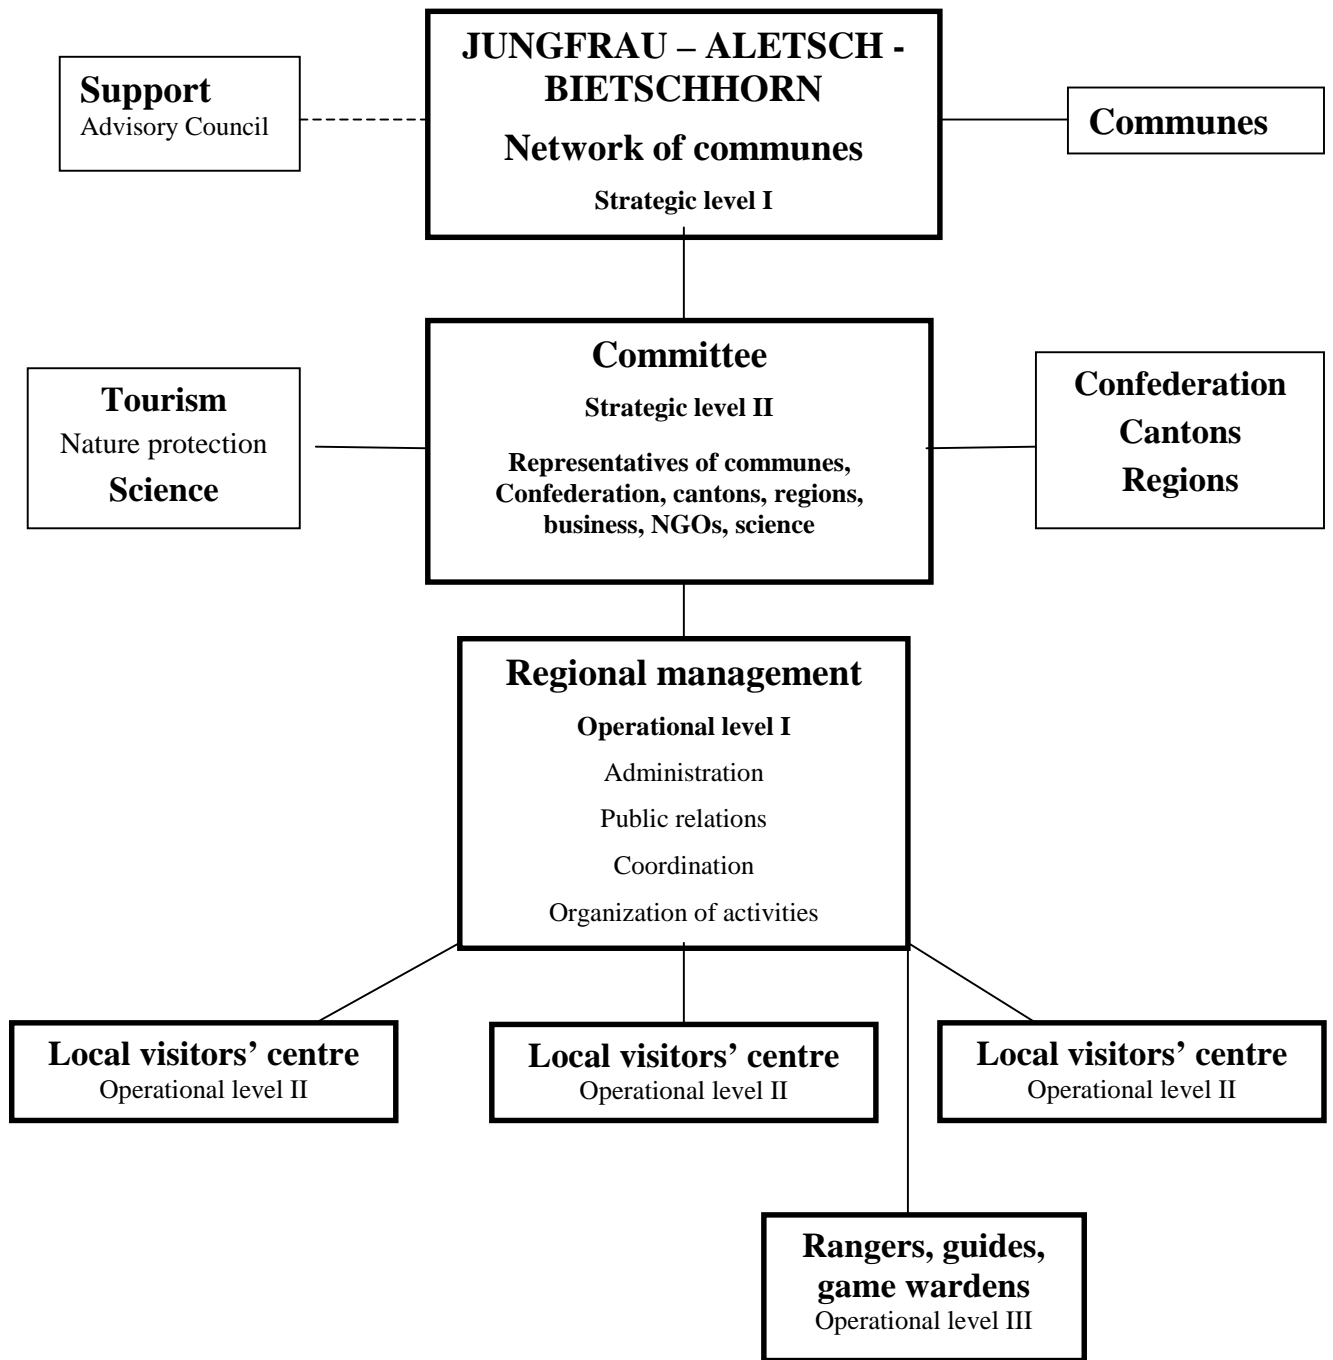 JUNGFRAU – ALETSCH -
BIETSCHHORN
Network of communes
Strategic level I
Support
Advisory Council
Communes
Committee
Strategic level II
Representatives of communes,
Confederation, cantons, regions,
business, NGOs, science
Tourism
Nature protection
Science
Confederation
Cantons
Regions
Regional management
Operational level I
Administration
Public relations
Coordination
Organization of activities
Local visitors’ centre
Operational level II
Local visitors’ centre
Operational level II
Local visitors’ centre
Operational level II
Rangers, guides,
game wardens
Operational level III